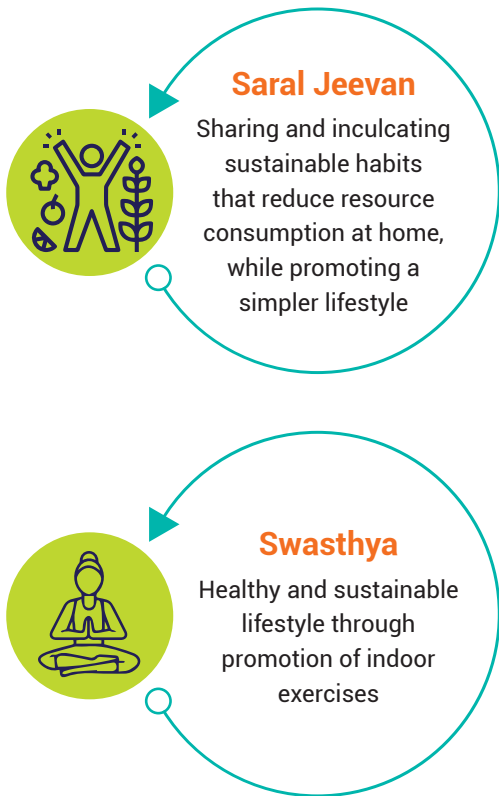 Saral Jeevan
Sharing and inculcating
sustainable habits
that reduce resource
consumption at home,
while promoting a
simpler lifestyle
Swasthya
Healthy and sustainable
lifestyle through
promotion of indoor
exercises